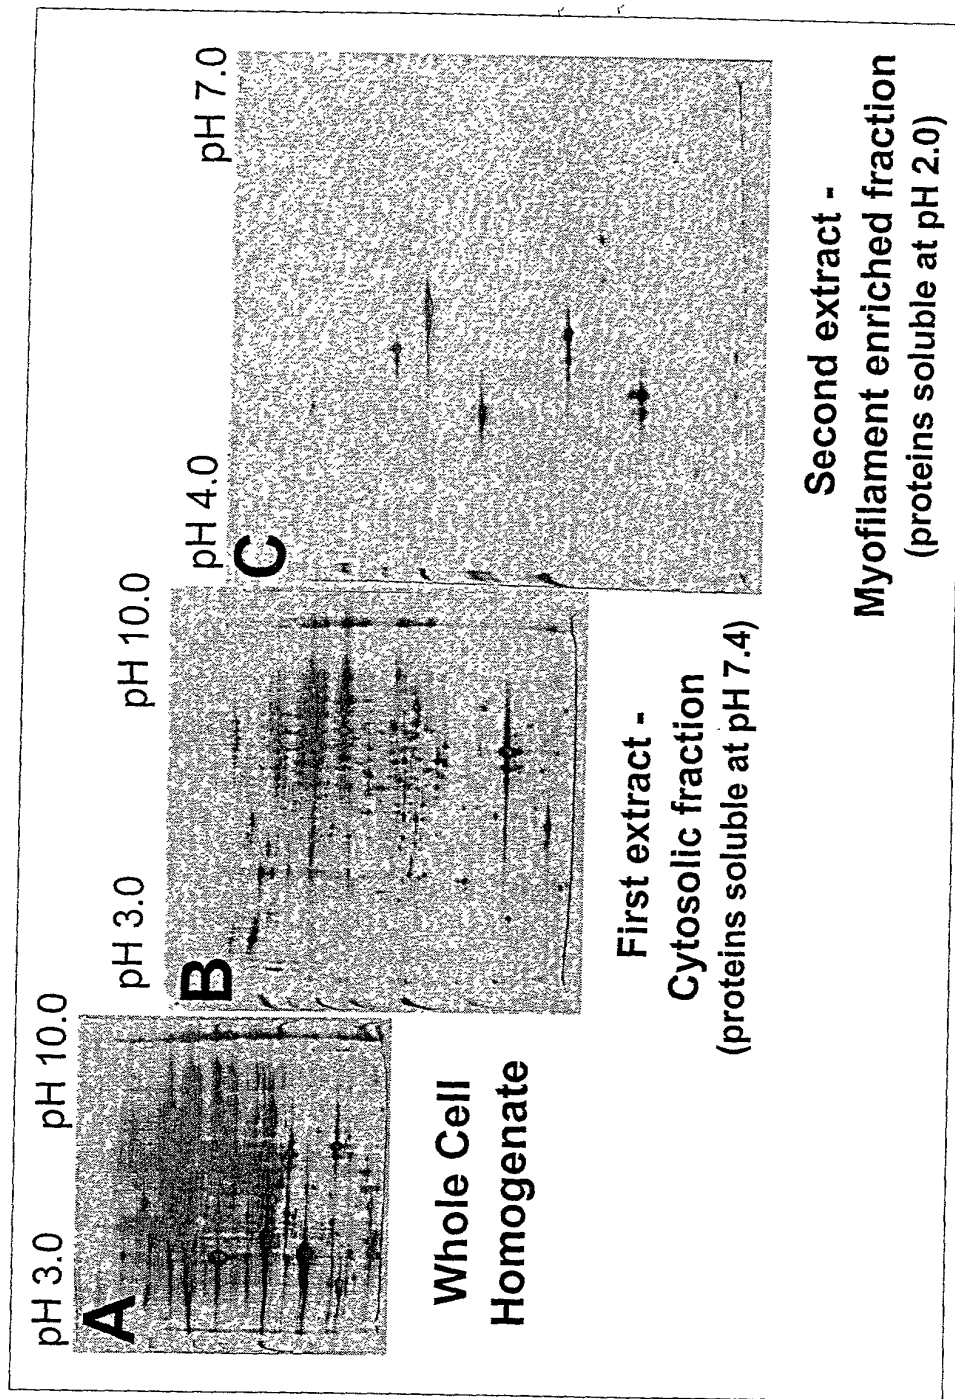 pH 3.0
pH 10.0
A
Whole Cell
Homogenate
pH 3.0
pH 10.0
B
First extract -
Cytosolic fraction
(proteins soluble at pH 7.4)
pH 4.0
pH 7.0
C
Second extract -
Myofilament enriched fraction
(proteins soluble at pH 2.0)